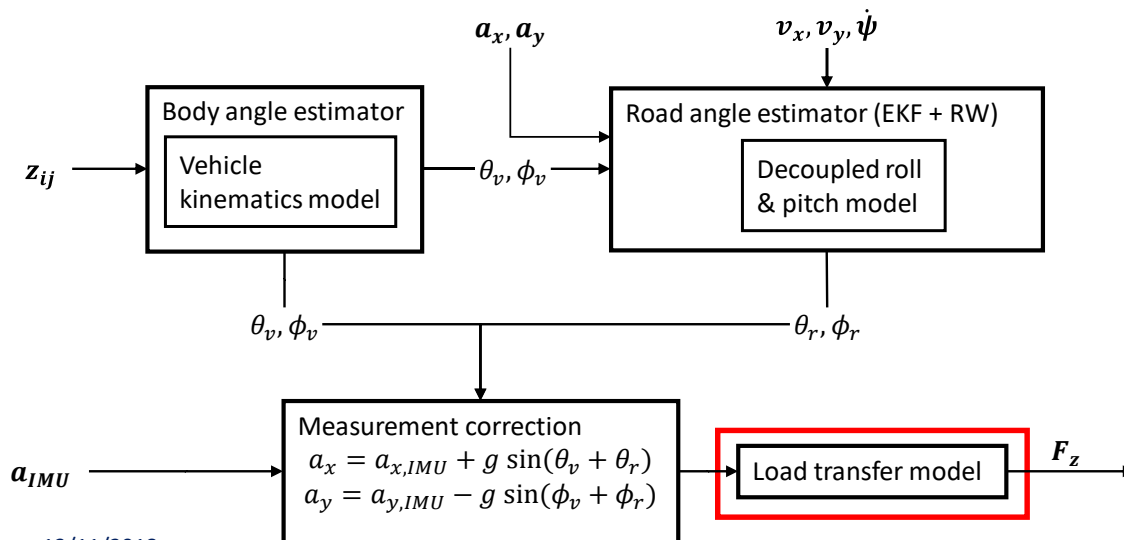 a_x, a_y
v_x, v_y, ψ̇
Body angle estimator
Vehicle
kinematics model
z_ij
θ_v, ϕ_v
Road angle estimator (EKF + RW)
Decoupled roll
& pitch model
θ_v, ϕ_v
θ_r, ϕ_r
Measurement correction
a_x = a_x,IMU + g sin(θ_v + θ_r)
a_y = a_y,IMU − g sin(ϕ_v + ϕ_r)
a_IMU
Load transfer model
F_z